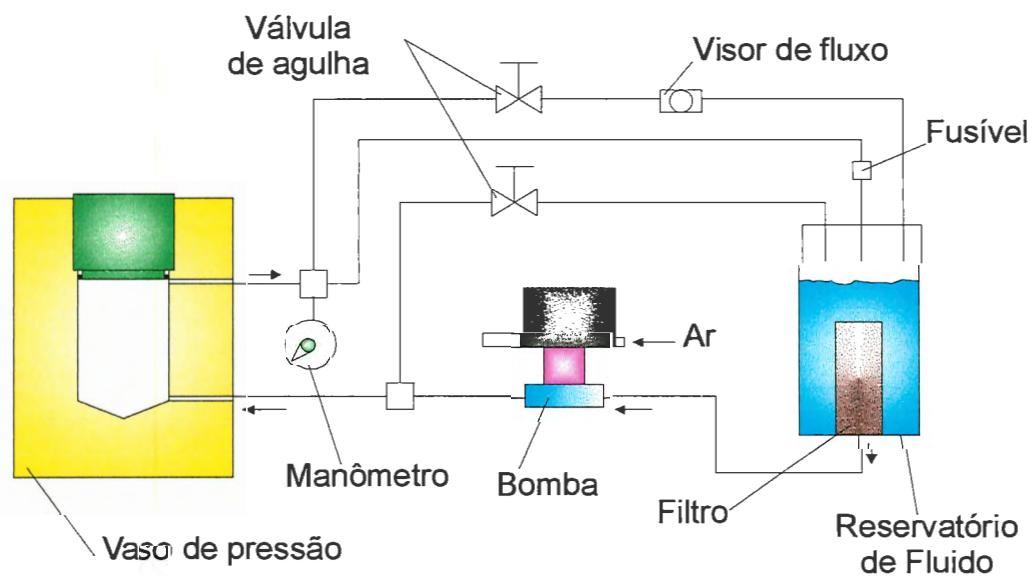 Válvula
de agulha
Visor de fluxo
Fusível
Ar
Manômetro
Bomba
Filtro
Reservatório
de Fluido
Vaso de pressão